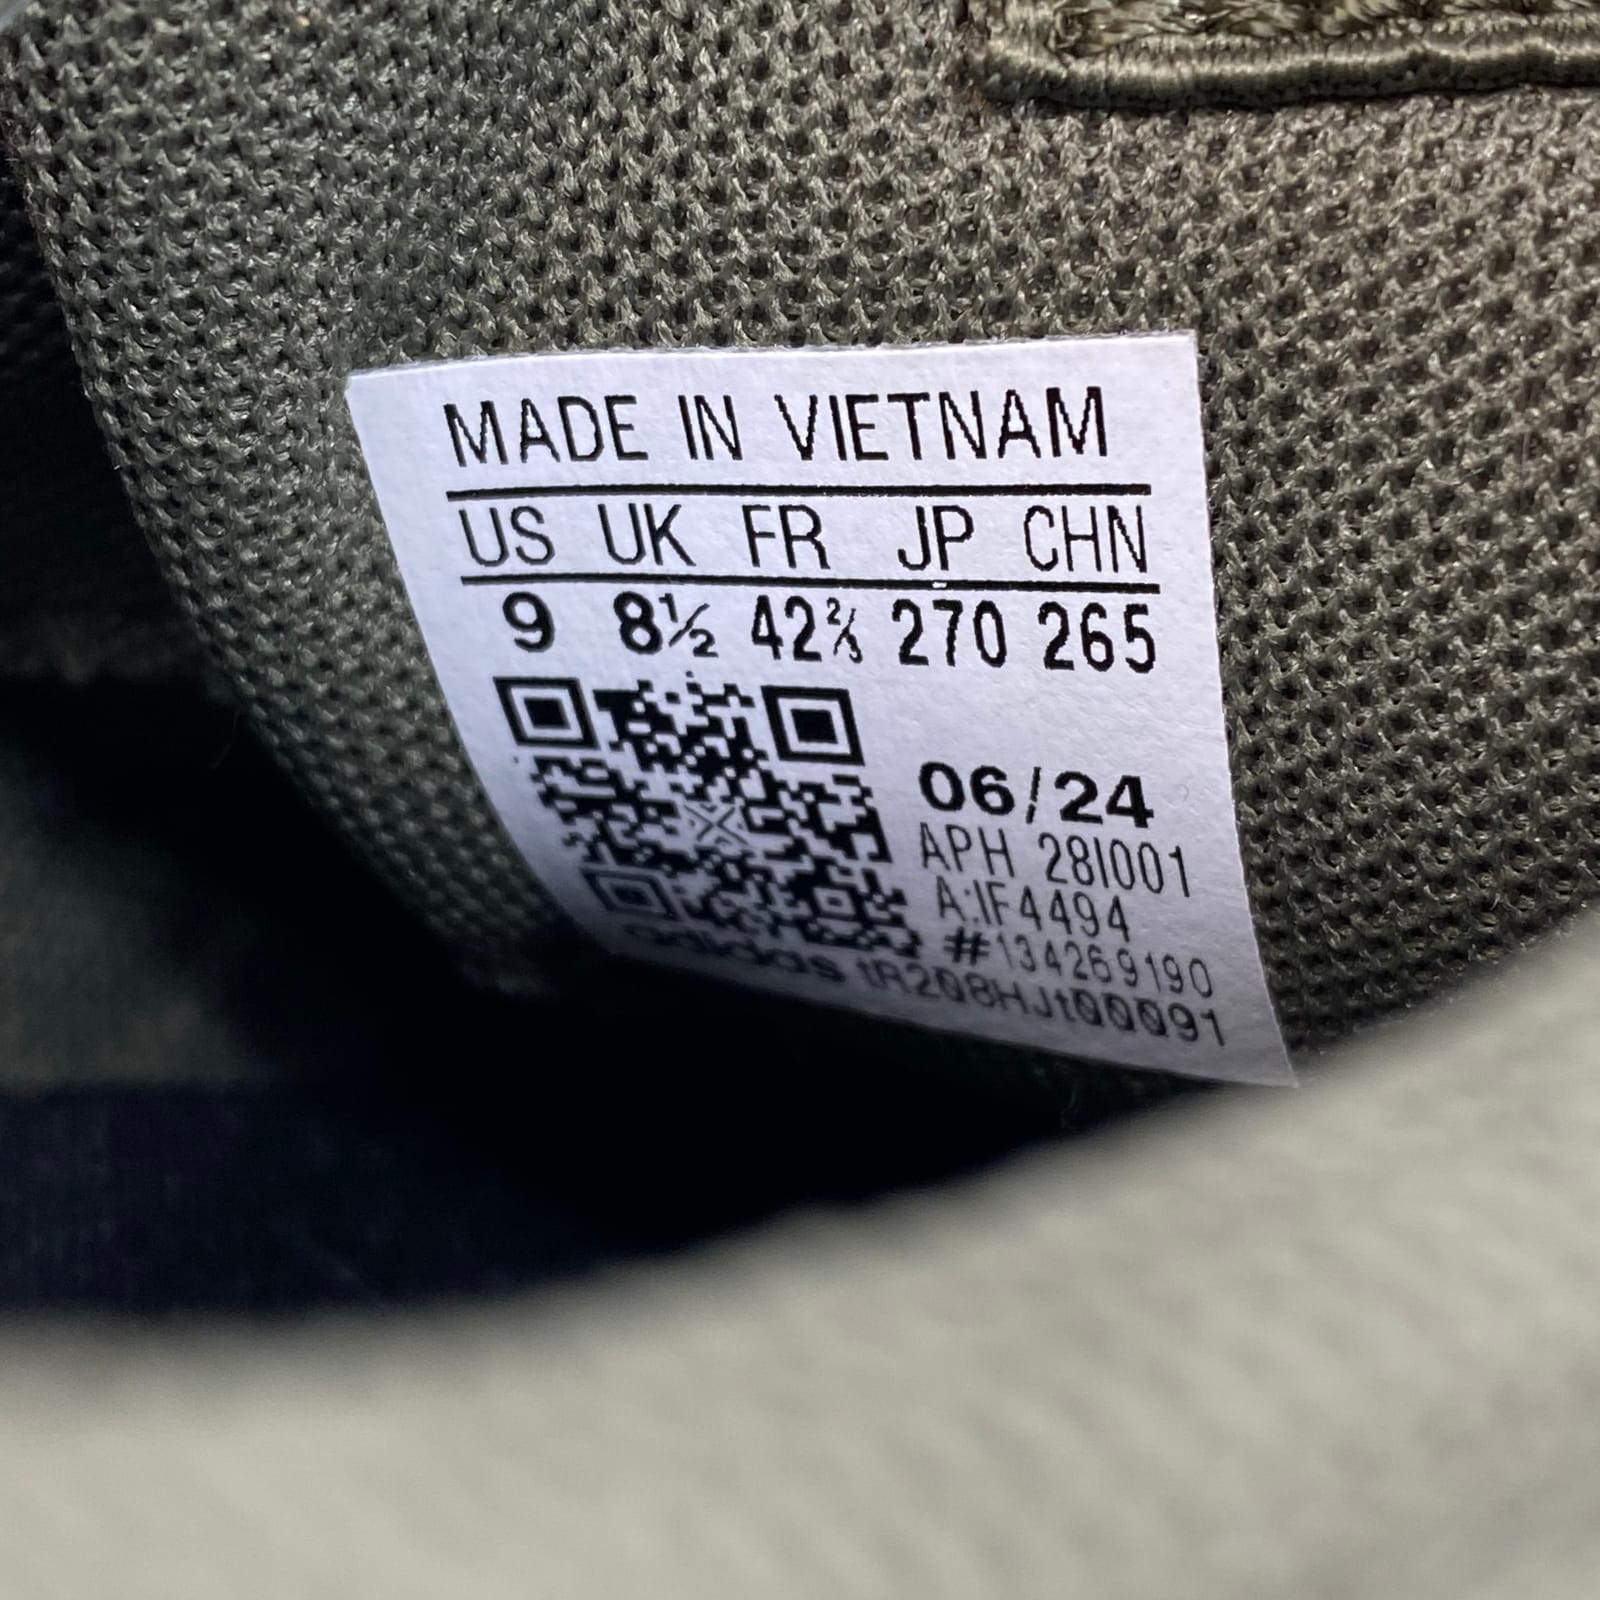 MADE IN VIETNAM
US UK FR JP CHN
9 8½ 42⅔ 270 265
06/24
APH 28I001
A:IF4494
#134269190
adidas tR208HJt00091